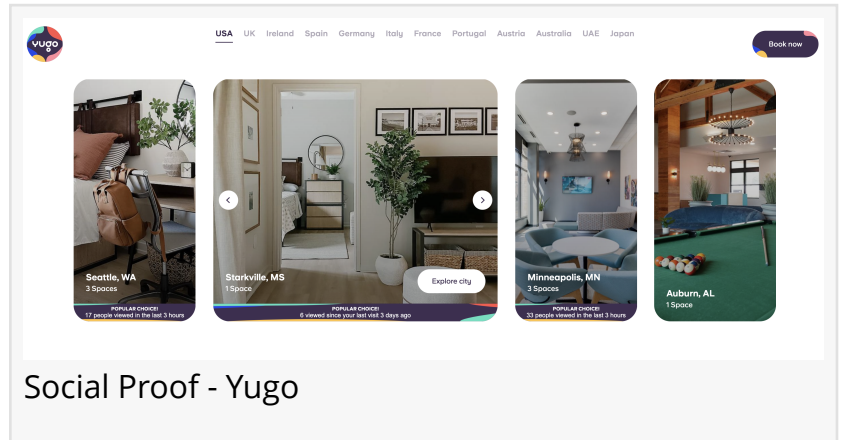 yugo
USA UK Ireland Spain Germany Italy France Portugal Austria Australia UAE Japan
Book now
Seattle, WA
3 Spaces
POPULAR CHOICE!
17 people viewed in the last 3 hours
Starkville, MS
1 Space
Explore city
POPULAR CHOICE!
6 viewed since your last visit 3 days ago
Minneapolis, MN
3 Spaces
POPULAR CHOICE!
33 people viewed in the last 3 hours
Auburn, AL
1 Space
Social Proof - Yugo